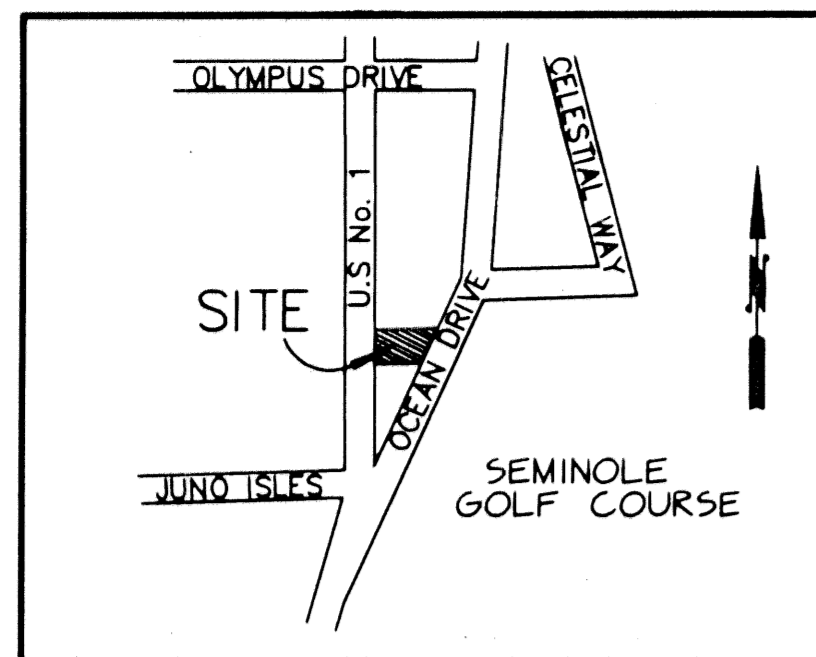 OLYMPUS DRIVE
CELESTIAL WAY
U.S No. 1
N
SITE
OCEAN DRIVE
JUNO ISLES
SEMINOLE
GOLF COURSE